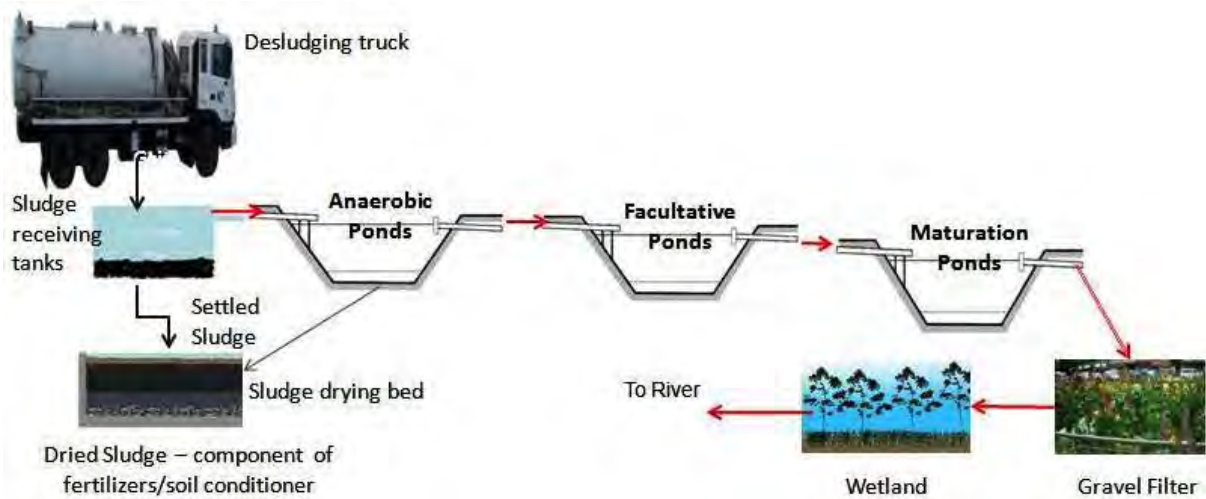 Desludging truck
Sludge
receiving
tanks
Anaerobic
Ponds
Facultative
Ponds
Maturation
Ponds
Settled
Sludge
Sludge drying bed
To River
Dried Sludge – component of
fertilizers/soil conditioner
Wetland
Gravel Filter